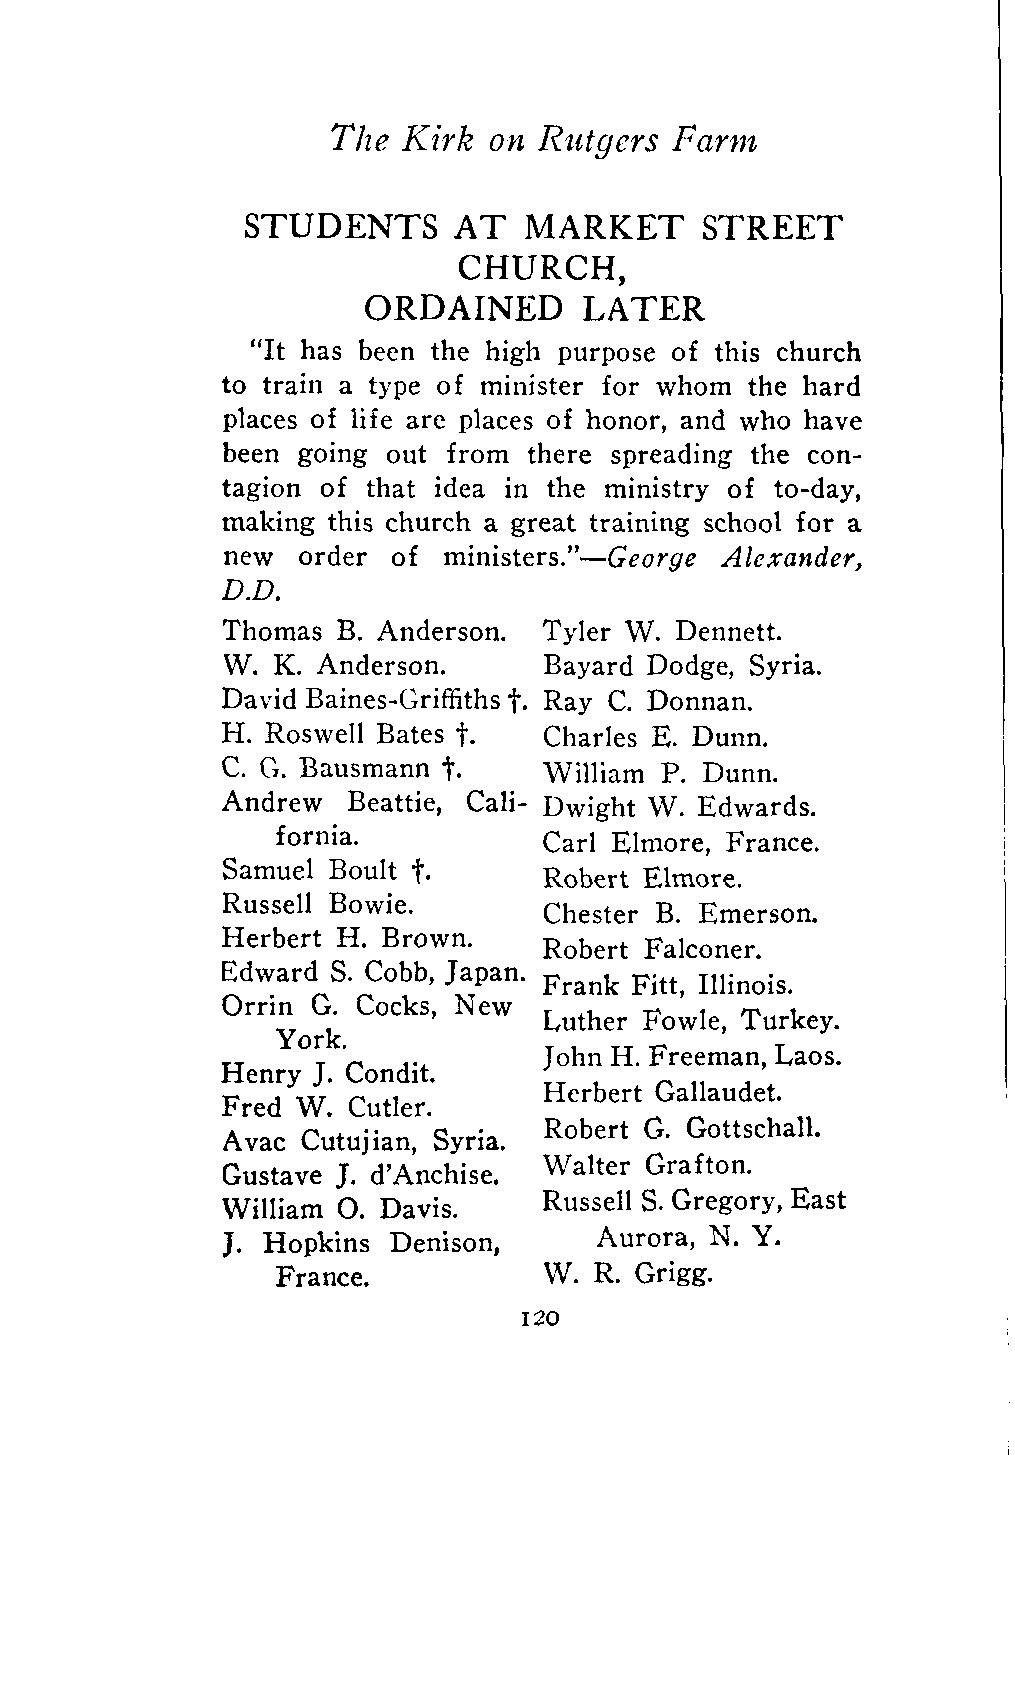 The Kirk on Rutgers Farm
STUDENTS AT MARKET STREET
CHURCH,
ORDAINED LATER
"It has been the high purpose of this church
to train a type of minister for whom the hard
places of life are places of honor, and who have
been going out from there spreading the con-
tagion of that idea in the ministry of to-day,
making this church a great training school for a
new order of ministers."—George Alexander,
D.D.
Thomas B. Anderson.
W. K. Anderson.
David Baines-Griffiths †.
H. Roswell Bates †.
C. G. Bausmann †.
Andrew Beattie, Cali-
fornia.
Samuel Boult †.
Russell Bowie.
Herbert H. Brown.
Edward S. Cobb, Japan.
Orrin G. Cocks, New
York.
Henry J. Condit.
Fred W. Cutler.
Avac Cutujian, Syria.
Gustave J. d'Anchise.
William O. Davis.
J. Hopkins Denison,
France.
Tyler W. Dennett.
Bayard Dodge, Syria.
Ray C. Donnan.
Charles E. Dunn.
William P. Dunn.
Dwight W. Edwards.
Carl Elmore, France.
Robert Elmore.
Chester B. Emerson.
Robert Falconer.
Frank Fitt, Illinois.
Luther Fowle, Turkey.
John H. Freeman, Laos.
Herbert Gallaudet.
Robert G. Gottschall.
Walter Grafton.
Russell S. Gregory, East
Aurora, N. Y.
W. R. Grigg.
120